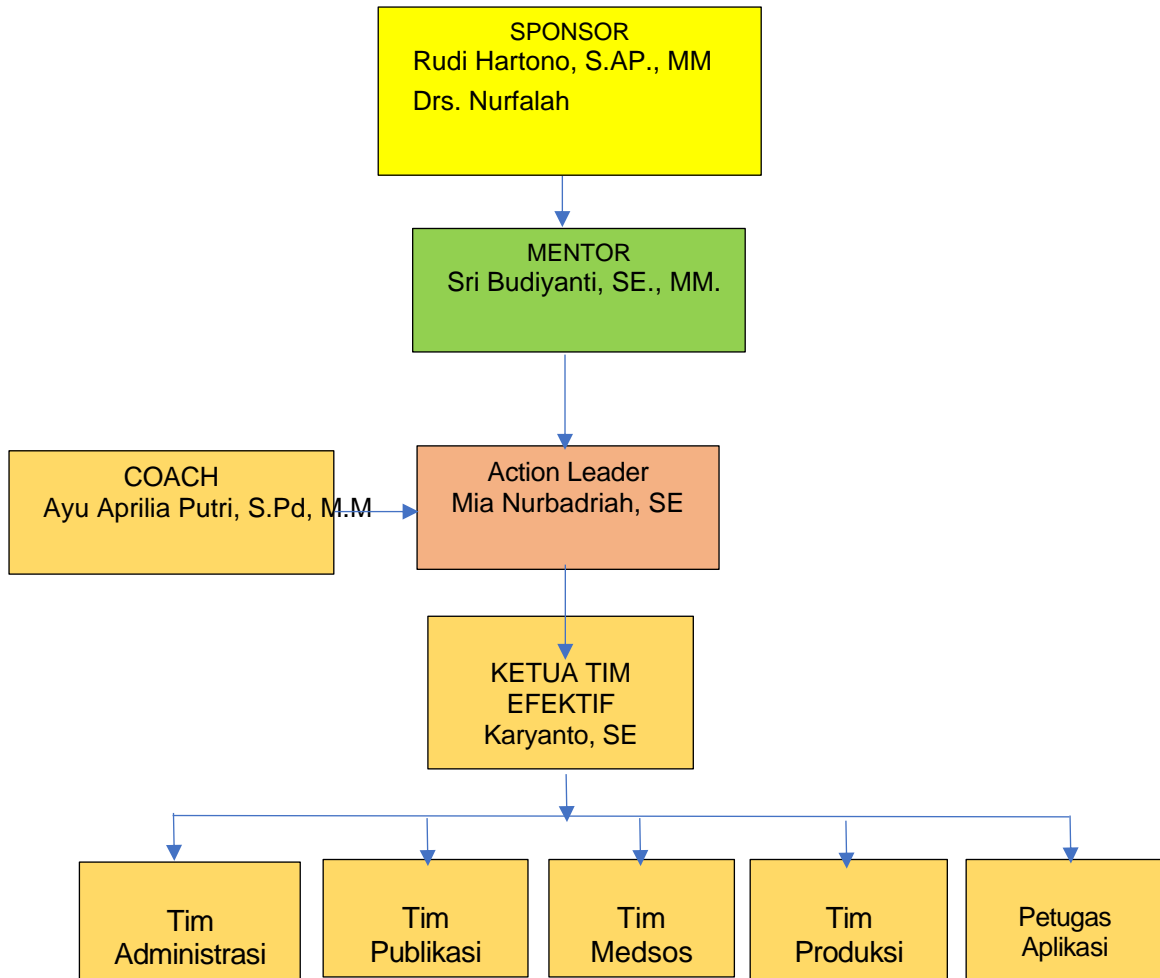 SPONSOR
Rudi Hartono, S.AP., MM
Drs. Nurfalah
MENTOR
Sri Budiyanti, SE., MM.
COACH
Ayu Aprilia Putri, S.Pd, M.M
Action Leader
Mia Nurbadriah, SE
KETUA TIM
EFEKTIF
Karyanto, SE
Tim
Administrasi
Tim
Publikasi
Tim
Medsos
Tim
Produksi
Petugas
Aplikasi